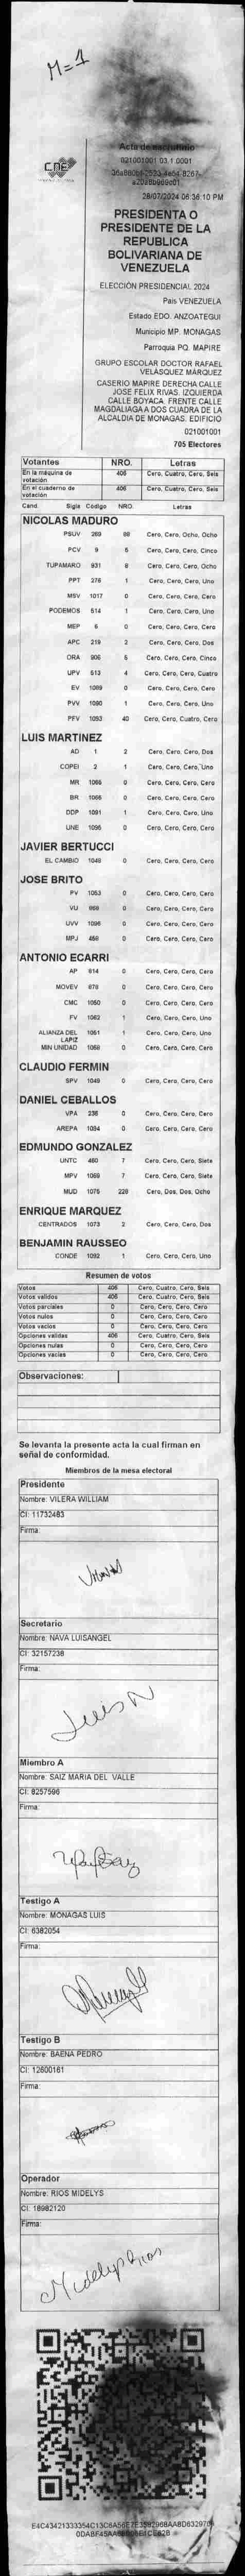 M=1
Acta de escrutinio
021001001.03.1.0001
CNE
28/07/2024 06:36:10 PM
PRESIDENTA O
PRESIDENTE DE LA
REPUBLICA
BOLIVARIANA DE
VENEZUELA
ELECCIÓN PRESIDENCIAL 2024
Pais VENEZUELA
Estado EDO. ANZOATEGUI
Municipio MP. MONAGAS
Parroquia PQ. MAPIRE
GRUPO ESCOLAR DOCTOR RAFAEL
VELÁSQUEZ MÁRQUEZ
CASERIO MAPIRE DERECHA CALLE
JOSE FELIX RIVAS. IZQUIERDA
CALLE BOYACA. FRENTE CALLE
MAGDALIAGA A DOS CUADRA DE LA
ALCALDIA DE MONAGAS. EDIFICIO
021001001
705 Electores
Votantes NRO. Letras
En la máquina de votación 406 Cero, Cuatro, Cero, Seis
En el cuaderno de votación 406 Cero, Cuatro, Cero, Seis
Cand. Sigla Codigo NRO. Letras
NICOLAS MADURO
PSUV 88 Cero, Cero, Ocho, Ocho
PCV 9 5 Cero, Cero, Cero, Cinco
TUPAMARO 931 8 Cero, Cero, Cero, Ocho
PPT 276 1 Cero, Cero, Cero, Uno
MSV 1017 0 Cero, Cero, Cero, Cero
PODEMOS 514 1 Cero, Cero, Cero, Uno
MEP 6 0 Cero, Cero, Cero, Cero
APC 219 2 Cero, Cero, Cero, Dos
ORA 906 5 Cero, Cero, Cero, Cinco
UPV 513 4 Cero, Cero, Cero, Cuatro
EV 1089 0 Cero, Cero, Cero, Cero
PVV 1090 1 Cero, Cero, Cero, Uno
PFV 1093 40 Cero, Cero, Cuatro, Cero
LUIS MARTINEZ
AD 1 2 Cero, Cero, Cero, Dos
COPEI 2 1 Cero, Cero, Cero, Uno
MR 1066 0 Cero, Cero, Cero, Cero
BR 0 Cero, Cero, Cero, Cero
DDP 1091 1 Cero, Cero, Cero, Uno
UNE 1095 0 Cero, Cero, Cero, Cero
JAVIER BERTUCCI
EL CAMBIO 1048 0 Cero, Cero, Cero, Cero
JOSE BRITO
PV 1053 0 Cero, Cero, Cero, Cero
VU 868 0 Cero, Cero, Cero, Cero
UVV 1096 0 Cero, Cero, Cero, Cero
MPJ 0 Cero, Cero, Cero, Cero
ANTONIO ECARRI
AP 914 0 Cero, Cero, Cero, Cero
MOVEV 0 Cero, Cero, Cero, Cero
CMC 1050 0 Cero, Cero, Cero, Cero
FV 1062 1 Cero, Cero, Cero, Uno
ALIANZA DEL LAPIZ 1051 1 Cero, Cero, Cero, Uno
MIN UNIDAD 1058 0 Cero, Cero, Cero, Cero
CLAUDIO FERMIN
SPV 1049 0 Cero, Cero, Cero, Cero
DANIEL CEBALLOS
VPA 238 0 Cero, Cero, Cero, Cero
AREPA 1094 0 Cero, Cero, Cero, Cero
EDMUNDO GONZALEZ
UNTC 460 7 Cero, Cero, Cero, Siete
MPV 1069 7 Cero, Cero, Cero, Siete
MUD 1075 228 Cero, Dos, Dos, Ocho
ENRIQUE MARQUEZ
CENTRADOS 1073 2 Cero, Cero, Cero, Dos
BENJAMIN RAUSSEO
CONDE 1092 1 Cero, Cero, Cero, Uno
Resumen de votos
Votos 406 Cero, Cuatro, Cero, Seis
Votos validos 406 Cero, Cuatro, Cero, Seis
Votos parciales 0 Cero, Cero, Cero, Cero
Votos nulos 0 Cero, Cero, Cero, Cero
Votos vacios 0 Cero, Cero, Cero, Cero
Opciones validas 406 Cero, Cuatro, Cero, Seis
Opciones nulas 0 Cero, Cero, Cero, Cero
Opciones vacias 0 Cero, Cero, Cero, Cero
Observaciones:
Se levanta la presente acta la cual firman en
señal de conformidad.
Miembros de la mesa electoral
Presidente
Nombre: VILERA WILLIAM
CI: 11732483
Firma:
Secretario
Nombre: NAVA LUISANGEL
CI: 32157238
Firma:
Luis N
Miembro A
Nombre: SAIZ MARIA DEL VALLE
CI: 8257596
Firma:
Testigo A
Nombre: MONAGAS LUIS
CI: 6382054
Firma:
Testigo B
Nombre: BAENA PEDRO
CI: 12600161
Firma:
Operador
Nombre: RIOS MIDELYS
CI: 18982120
Firma:
Midelys Rios